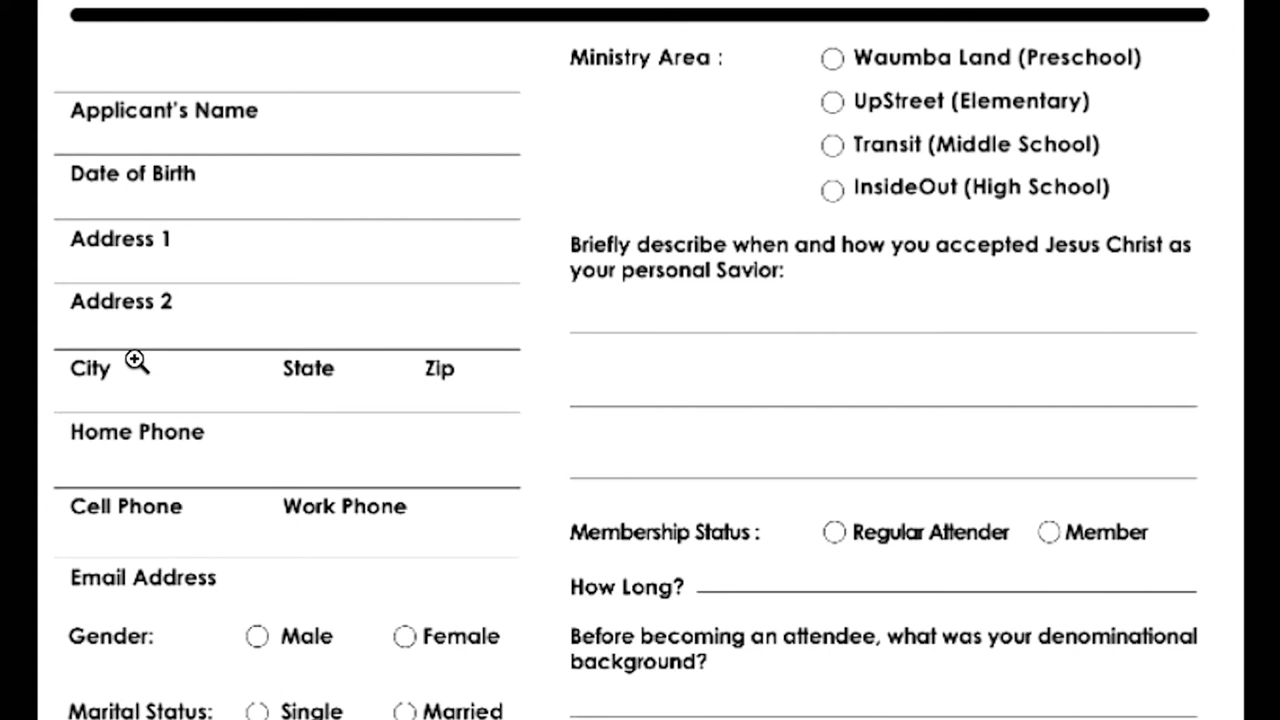 Applicant's Name
Date of Birth
Address 1
Address 2
City State Zip
Home Phone
Cell Phone Work Phone
Email Address
Gender: Male Female
Marital Status: Single Married
Ministry Area : Waumba Land (Preschool)
UpStreet (Elementary)
Transit (Middle School)
InsideOut (High School)
Briefly describe when and how you accepted Jesus Christ as
your personal Savior:
Membership Status : Regular Attender Member
How Long?
Before becoming an attendee, what was your denominational
background?